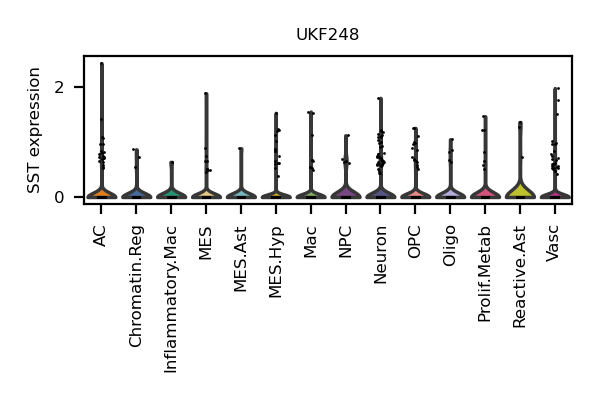 UKF248
SST expression
2
0
AC
Chromatin.Reg
Inflammatory.Mac
MES
MES.Ast
MES.Hyp
Mac
NPC
Neuron
OPC
Oligo
Prolif.Metab
Reactive.Ast
Vasc